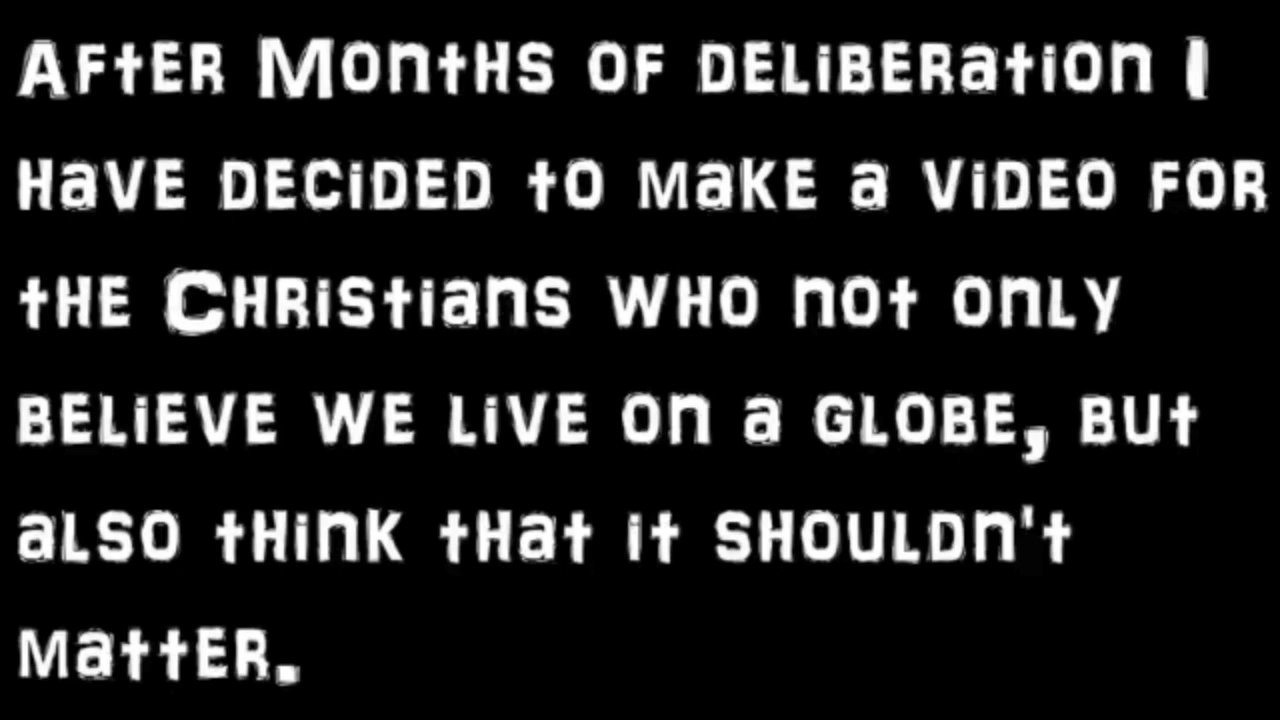 After Months of deliberation I
have decided to make a video for
the Christians who not only
believe we live on a globe, but
also think that it shouldn't
matter.